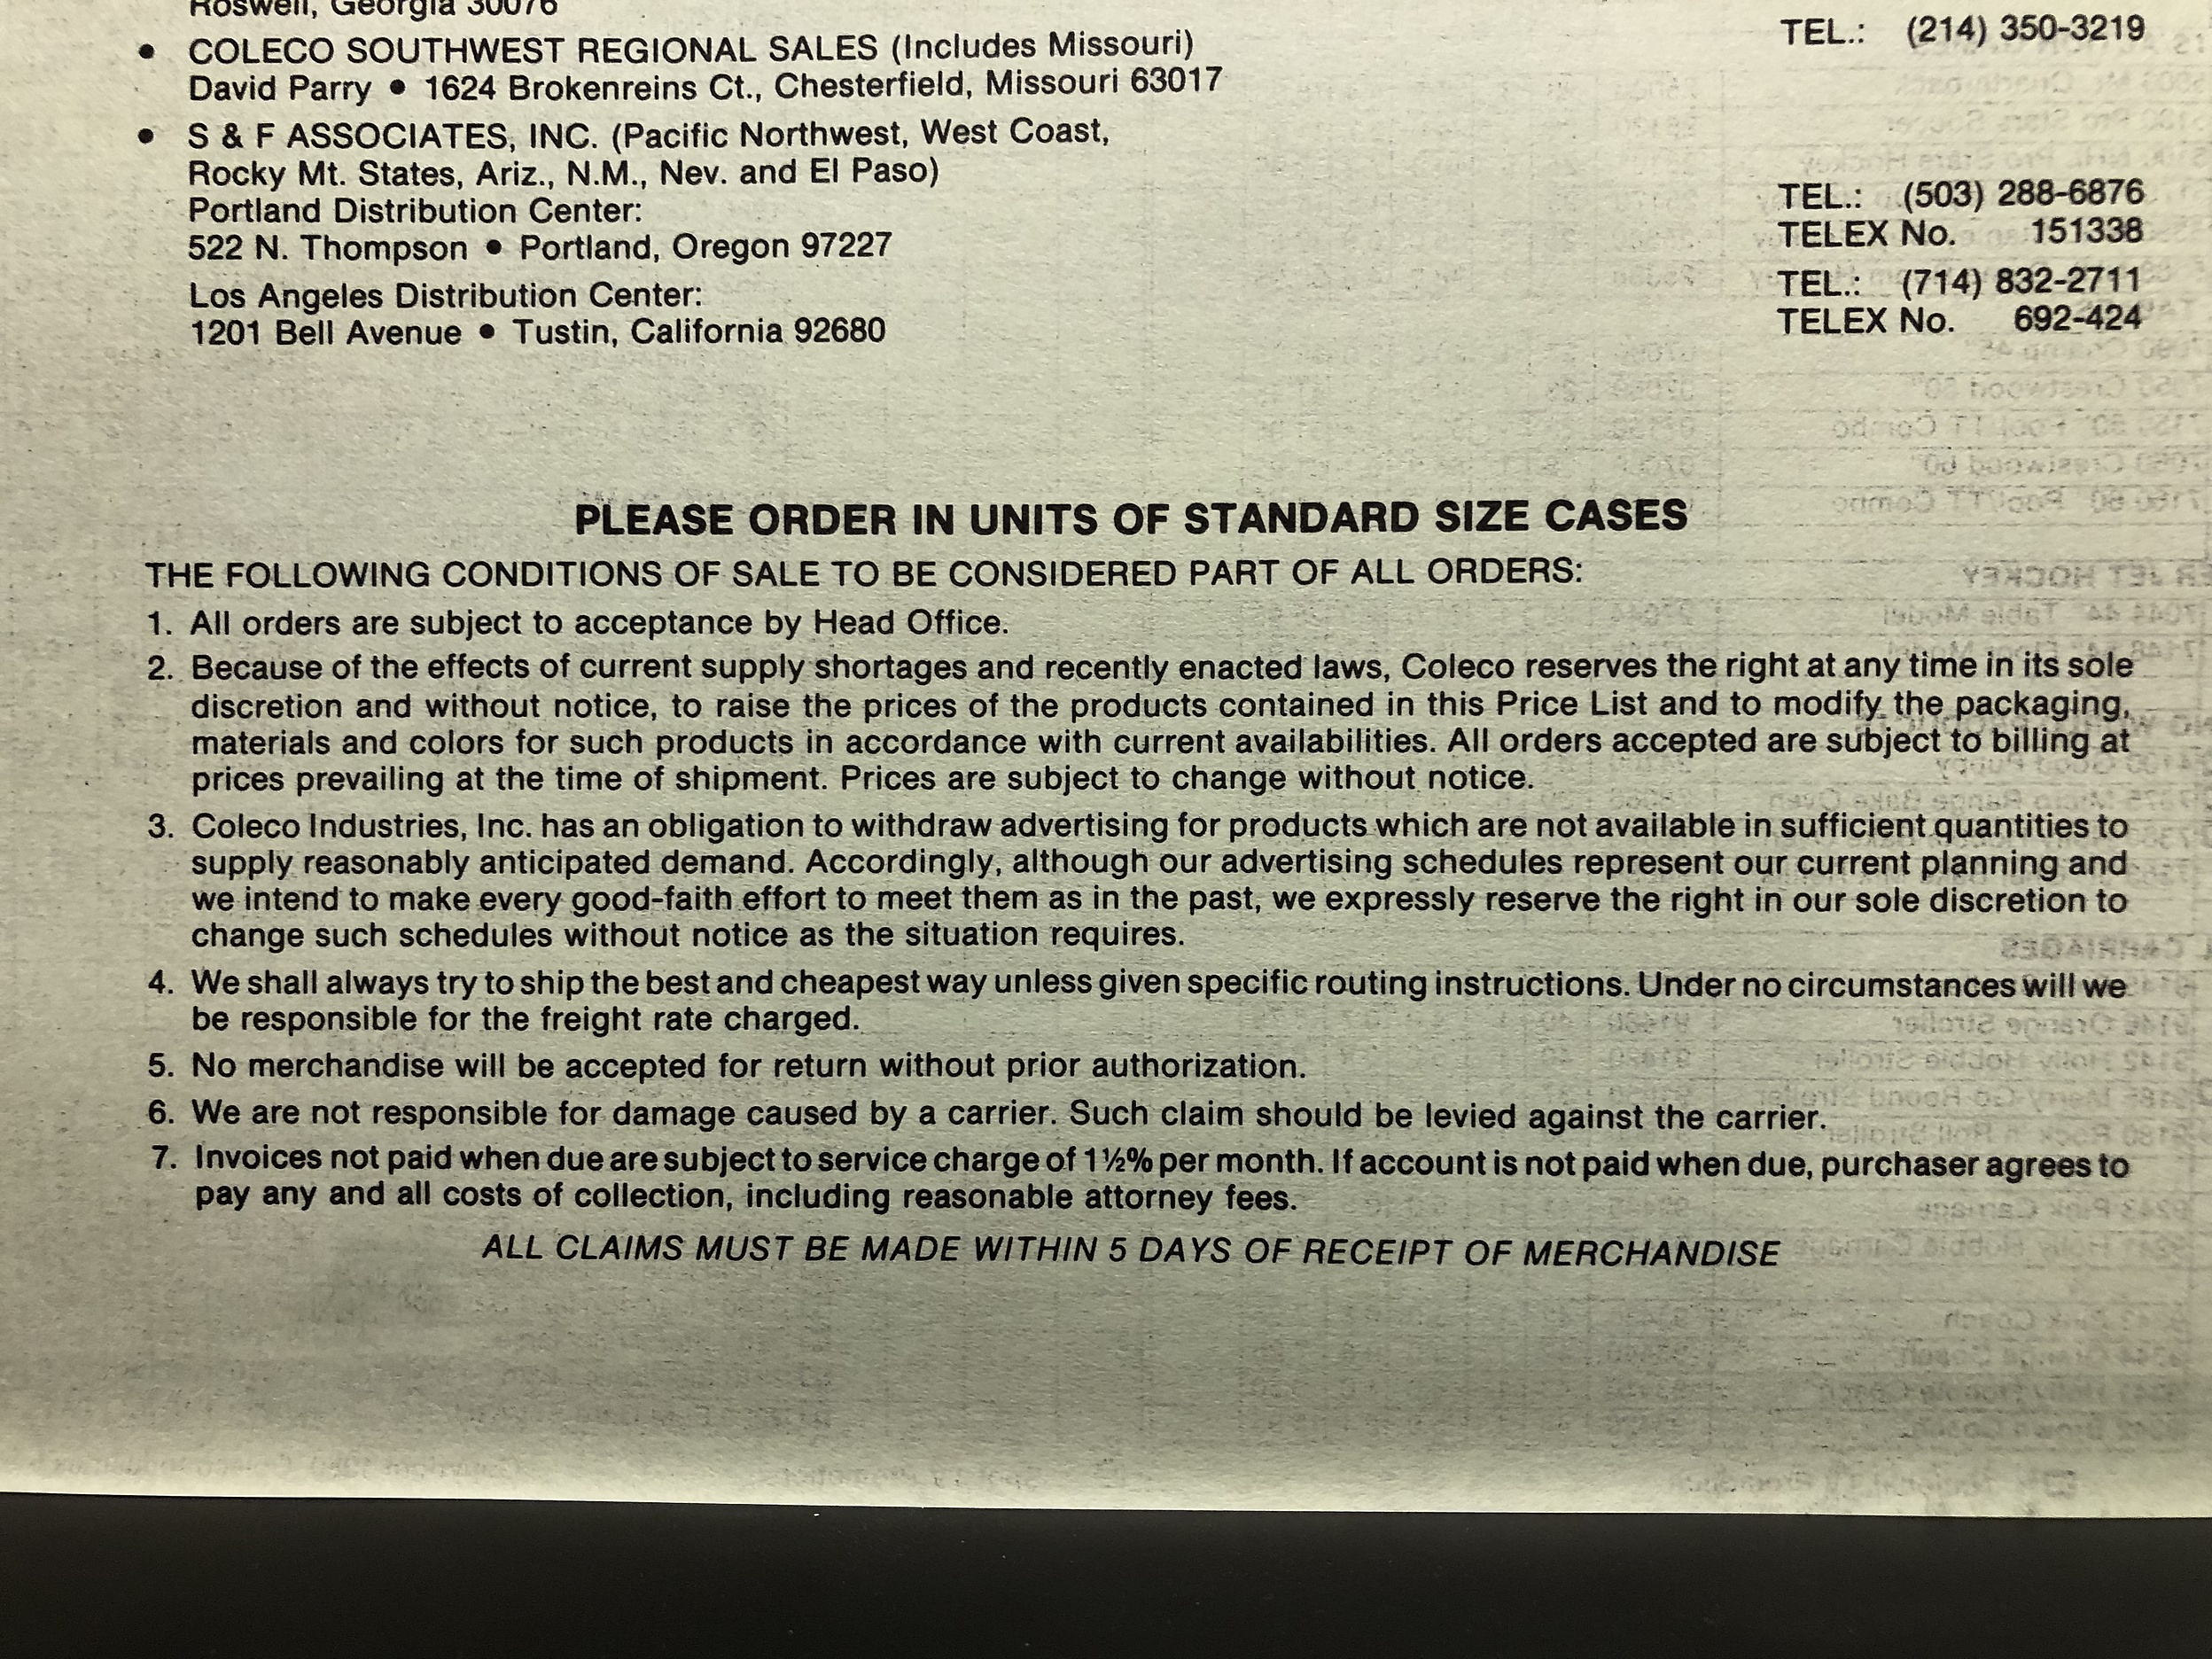 Roswell, Georgia 30076
TEL.: (214) 350-3219
• COLECO SOUTHWEST REGIONAL SALES (Includes Missouri)
David Parry • 1624 Brokenreins Ct., Chesterfield, Missouri 63017
• S & F ASSOCIATES, INC. (Pacific Northwest, West Coast,
Rocky Mt. States, Ariz., N.M., Nev. and El Paso)
Portland Distribution Center: TEL.: (503) 288-6876
522 N. Thompson • Portland, Oregon 97227 TELEX No. 151338
Los Angeles Distribution Center: TEL.: (714) 832-2711
1201 Bell Avenue • Tustin, California 92680 TELEX No. 692-424
PLEASE ORDER IN UNITS OF STANDARD SIZE CASES
THE FOLLOWING CONDITIONS OF SALE TO BE CONSIDERED PART OF ALL ORDERS:
1. All orders are subject to acceptance by Head Office.
2. Because of the effects of current supply shortages and recently enacted laws, Coleco reserves the right at any time in its sole
discretion and without notice, to raise the prices of the products contained in this Price List and to modify the packaging,
materials and colors for such products in accordance with current availabilities. All orders accepted are subject to billing at
prices prevailing at the time of shipment. Prices are subject to change without notice.
3. Coleco Industries, Inc. has an obligation to withdraw advertising for products which are not available in sufficient quantities to
supply reasonably anticipated demand. Accordingly, although our advertising schedules represent our current planning and
we intend to make every good-faith effort to meet them as in the past, we expressly reserve the right in our sole discretion to
change such schedules without notice as the situation requires.
4. We shall always try to ship the best and cheapest way unless given specific routing instructions. Under no circumstances will we
be responsible for the freight rate charged.
5. No merchandise will be accepted for return without prior authorization.
6. We are not responsible for damage caused by a carrier. Such claim should be levied against the carrier.
7. Invoices not paid when due are subject to service charge of 1½% per month. If account is not paid when due, purchaser agrees to
pay any and all costs of collection, including reasonable attorney fees.
ALL CLAIMS MUST BE MADE WITHIN 5 DAYS OF RECEIPT OF MERCHANDISE